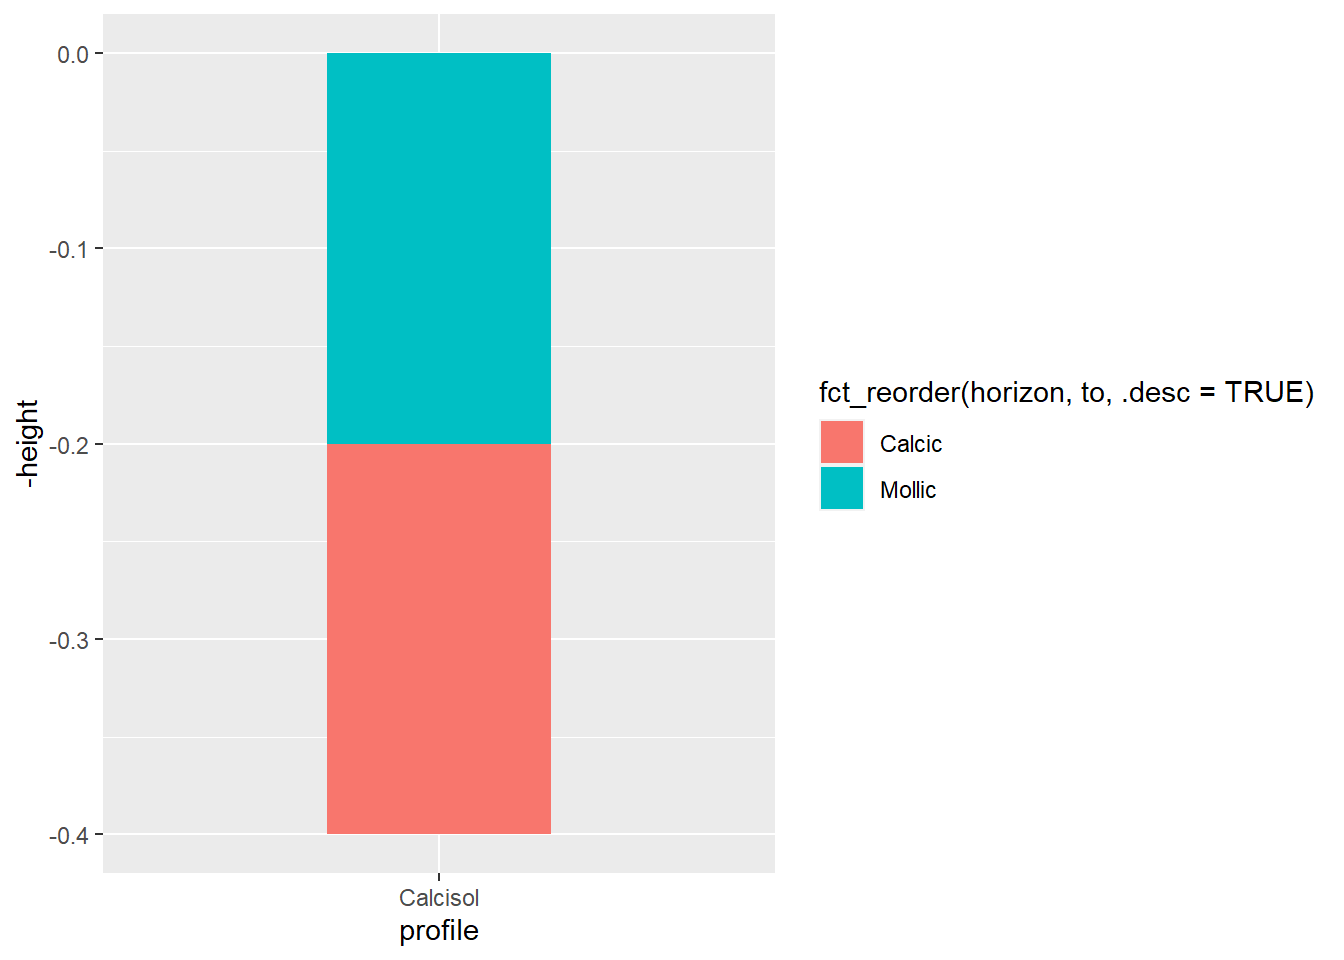 0.0
-0.1
-0.2
-0.3
-0.4
-height
Calcisol
profile
fct_reorder(horizon, to, .desc = TRUE)
Calcic
Mollic